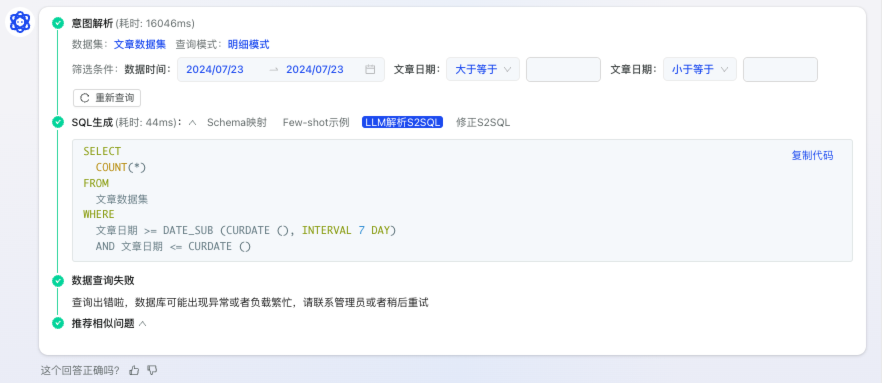 意图解析 (耗时: 16046ms)
数据集: 文章数据集 查询模式: 明细模式
筛选条件: 数据时间: 2024/07/23 → 2024/07/23 文章日期: 大于等于 文章日期: 小于等于
重新查询
SQL生成 (耗时: 44ms): Schema映射 Few-shot示例 LLM解析S2SQL 修正S2SQL
复制代码
SELECT
COUNT(*)
FROM
文章数据集
WHERE
文章日期 >= DATE_SUB (CURDATE (), INTERVAL 7 DAY)
AND 文章日期 <= CURDATE ()
数据查询失败
查询出错啦，数据库可能出现异常或者负载繁忙，请联系管理员或者稍后重试
推荐相似问题
这个回答正确吗?